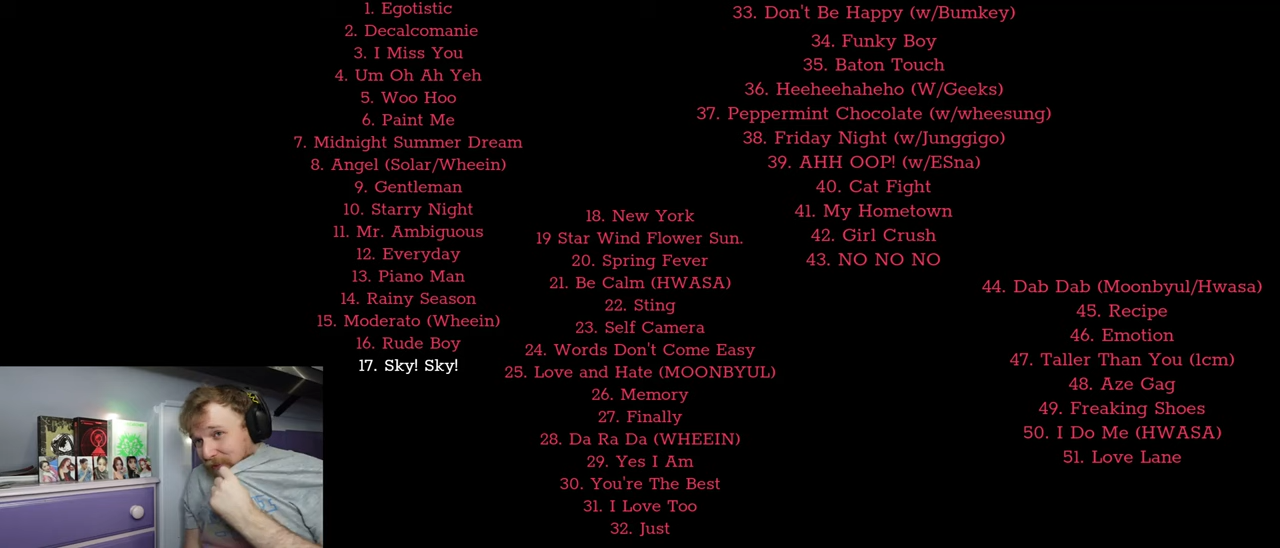 1. Egotistic
2. Decalcomanie
3. I Miss You
4. Um Oh Ah Yeh
5. Woo Hoo
6. Paint Me
7. Midnight Summer Dream
8. Angel (Solar/Wheein)
9. Gentleman
10. Starry Night
11. Mr. Ambiguous
12. Everyday
13. Piano Man
14. Rainy Season
15. Moderato (Wheein)
16. Rude Boy
17. Sky! Sky!
18. New York
19 Star Wind Flower Sun.
20. Spring Fever
21. Be Calm (HWASA)
22. Sting
23. Self Camera
24. Words Don't Come Easy
25. Love and Hate (MOONBYUL)
26. Memory
27. Finally
28. Da Ra Da (WHEEIN)
29. Yes I Am
30. You're The Best
31. I Love Too
32. Just
33. Don't Be Happy (w/Bumkey)
34. Funky Boy
35. Baton Touch
36. Heeheehaheho (W/Geeks)
37. Peppermint Chocolate (w/wheesung)
38. Friday Night (w/Junggigo)
39. AHH OOP! (w/ESna)
40. Cat Fight
41. My Hometown
42. Girl Crush
43. NO NO NO
44. Dab Dab (Moonbyul/Hwasa)
45. Recipe
46. Emotion
47. Taller Than You (1cm)
48. Aze Gag
49. Freaking Shoes
50. I Do Me (HWASA)
51. Love Lane